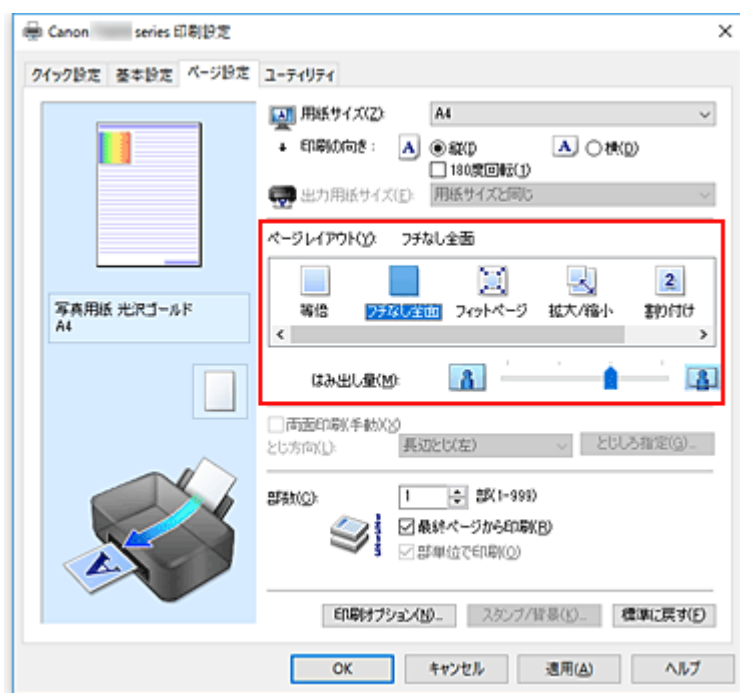 Canon series 印刷設定
クイック設定 基本設定 ページ設定 ユーティリティ
用紙サイズ(Z): A4
印刷の向き: A 縦(I) A 横(D)
180度回転(1)
出力用紙サイズ(E): 用紙サイズと同じ
ページレイアウト(Y): フチなし全面
2
等倍 フチなし全面 フィットページ 拡大/縮小 割り付け
写真用紙 光沢ゴールド
A4
はみ出し量(M):
両面印刷(手動)(X)
とじ方向(L): 長辺とじ(左) とじしろ指定(G)...
部数(C): 1 部(1-999)
最終ページから印刷(R)
部単位で印刷(O)
A
印刷オプション(N)... スタンプ/背景(K)... 標準に戻す(F)
OK キャンセル 適用(A) ヘルプ